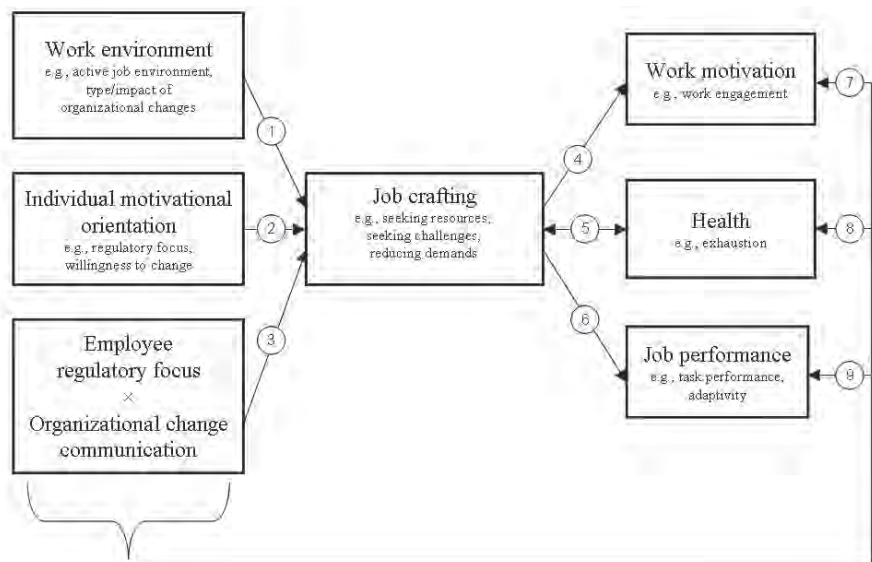 Work environment
e.g., active job environment,
type/impact of
organizational changes
1
Individual motivational
orientation
e.g., regulatory focus,
willingness to change
2
Employee
regulatory focus
×
Organizational change
communication
3
Job crafting
e.g., seeking resources,
seeking challenges,
reducing demands
4
5
6
Work motivation
e.g., work engagement
7
Health
e.g., exhaustion
8
Job performance
e.g., task performance,
adaptivity
9